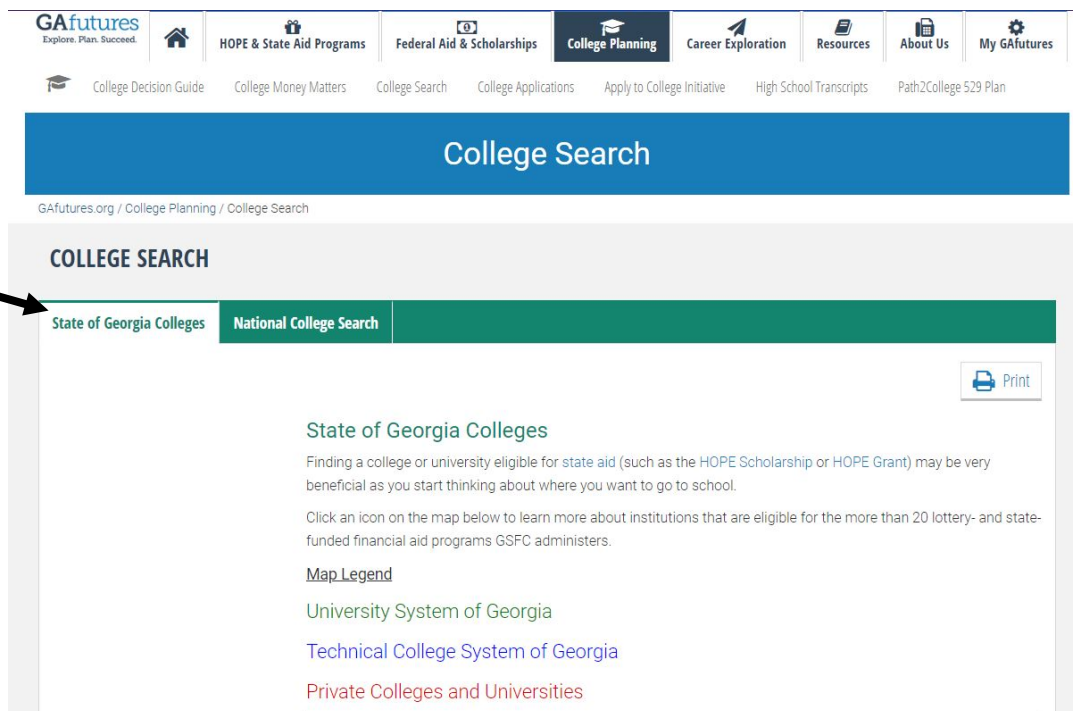 GAfutures
Explore. Plan. Succeed.
HOPE & State Aid Programs
Federal Aid & Scholarships
College Planning
Career Exploration
Resources
About Us
My GAfutures
College Decision Guide
College Money Matters
College Search
College Applications
Apply to College Initiative
High School Transcripts
Path2College 529 Plan
College Search
GAfutures.org / College Planning / College Search
COLLEGE SEARCH
State of Georgia Colleges
National College Search
Print
State of Georgia Colleges
Finding a college or university eligible for state aid (such as the HOPE Scholarship or HOPE Grant) may be very
beneficial as you start thinking about where you want to go to school.
Click an icon on the map below to learn more about institutions that are eligible for the more than 20 lottery- and state-
funded financial aid programs GSFC administers.
Map Legend
University System of Georgia
Technical College System of Georgia
Private Colleges and Universities